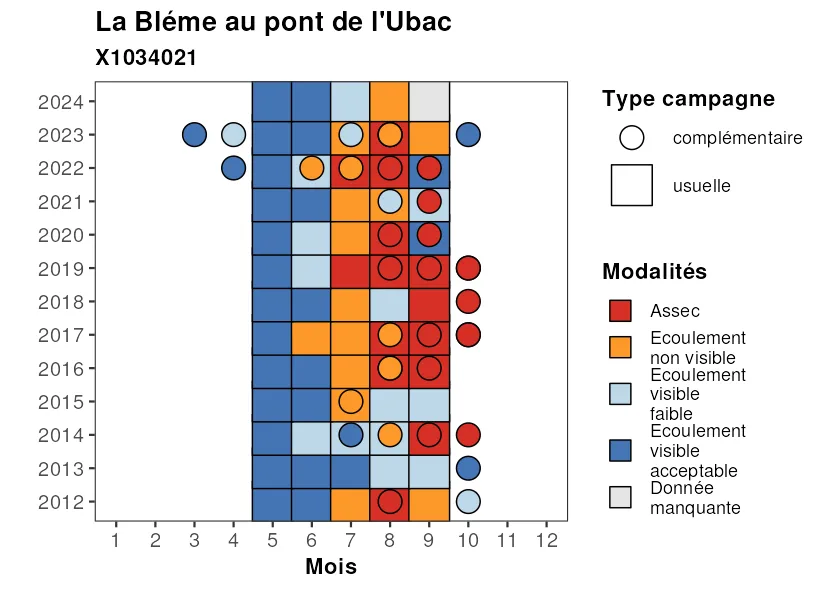 La Bléme au pont de l'Ubac
X1034021
2024
2023
2022
2021
2020
2019
2018
2017
2016
2015
2014
2013
2012
1 2 3 4 5 6 7 8 9 10 11 12
Mois
Type campagne
complémentaire
usuelle
Modalités
Assec
Ecoulement
non visible
Ecoulement
visible
faible
Ecoulement
visible
acceptable
Donnée
manquante